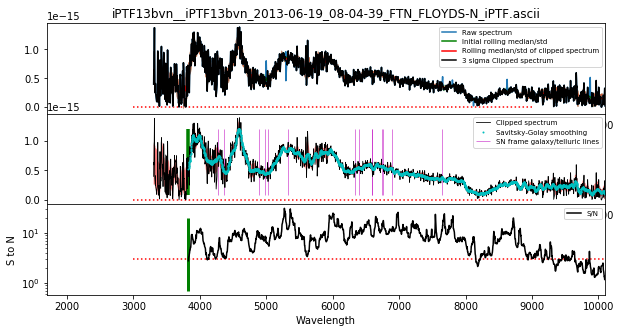 iPTF13bvn__iPTF13bvn_2013-06-19_08-04-39_FTN_FLOYDS-N_iPTF.ascii
1e−15
1.0
0.5
0.0
Raw spectrum
Initial rolling median/std
Rolling median/std of clipped spectrum
3 sigma Clipped spectrum
1e−15
00
1.0
0.5
0.0
Clipped spectrum
Savitsky-Golay smoothing
SN frame galaxy/telluric lines
00
S to N
10¹
10⁰
S/N
2000 3000 4000 5000 6000 7000 8000 9000 10000
Wavelength